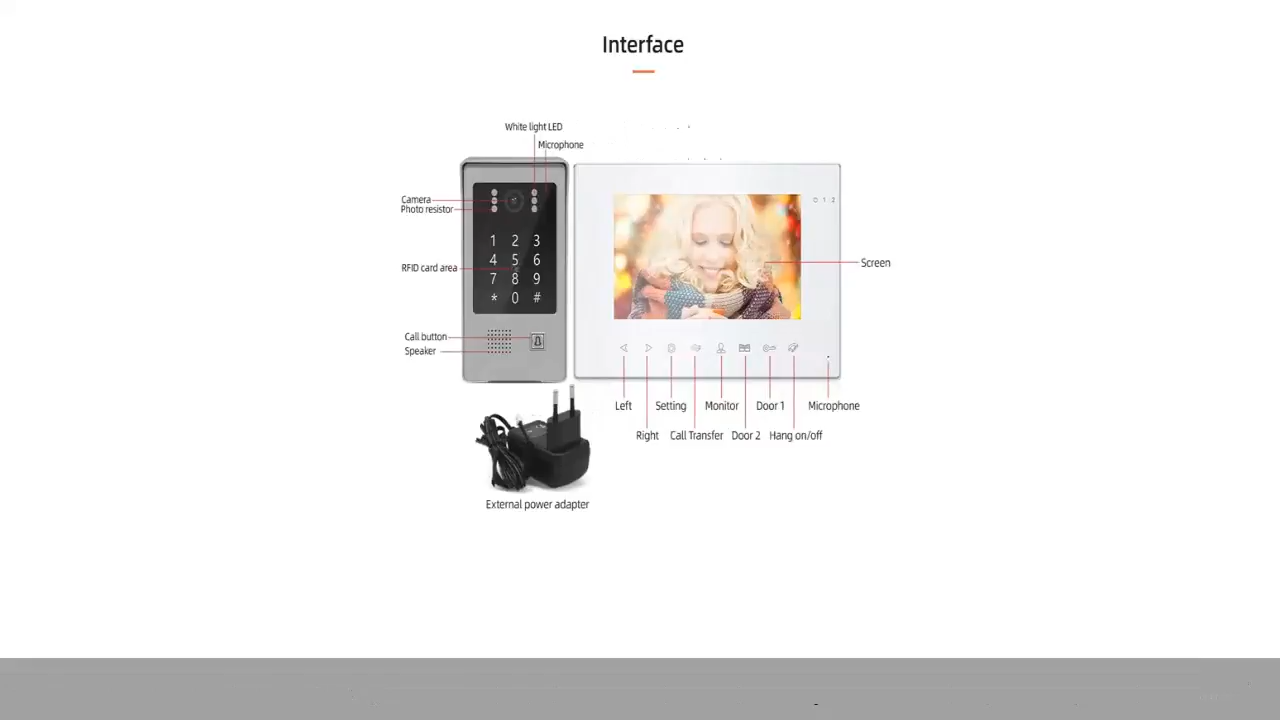 Interface
White light LED
Microphone
Camera
Photo resistor
1 2 3
4 5 6
7 8 9
* 0 #
RFID card area
Call button
Speaker
1 2
Screen
Left
Setting
Monitor
Door 1
Microphone
Right
Call Transfer
Door 2
Hang on/off
External power adapter